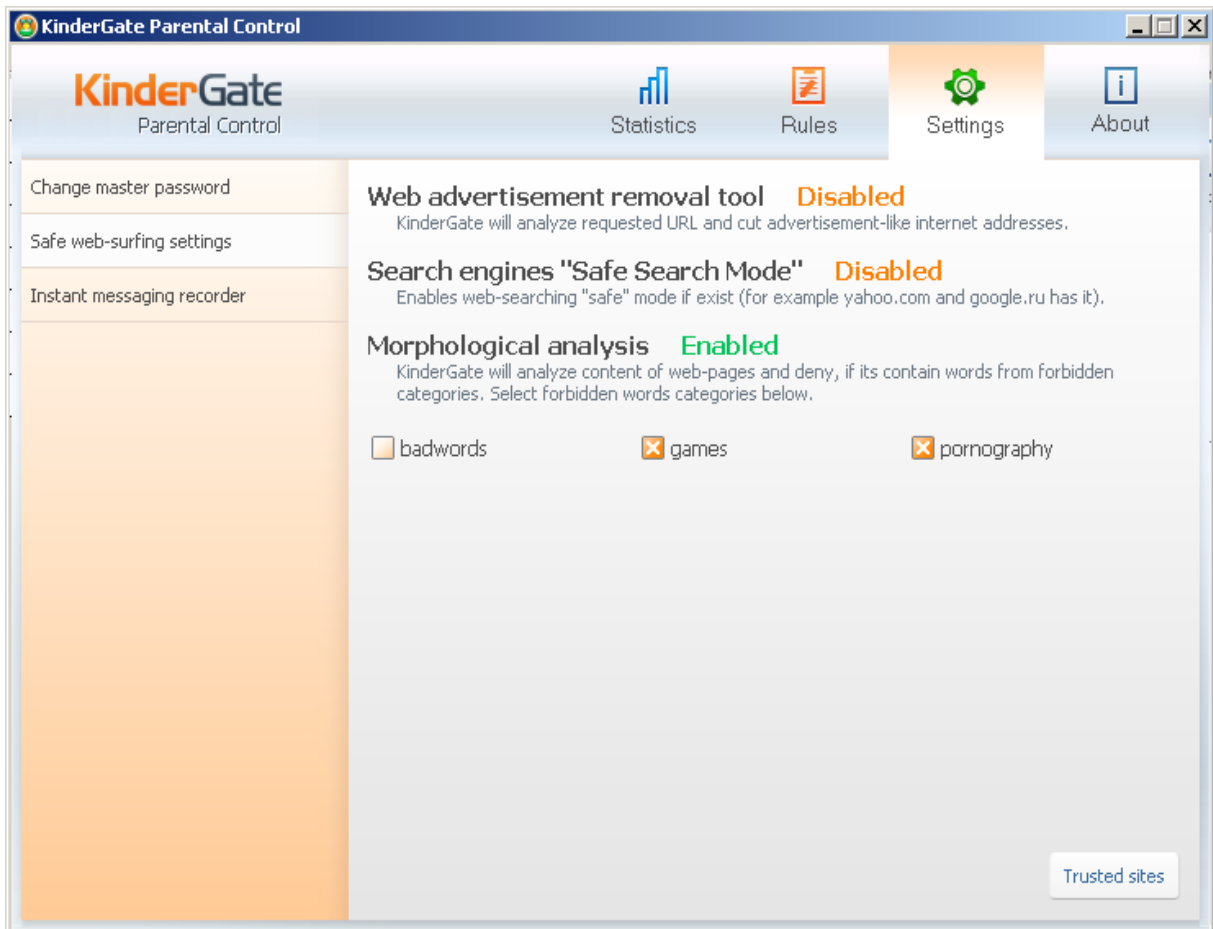 KinderGate Parental Control
KinderGate
Parental Control
Statistics
Rules
Settings
About
Change master password
Safe web-surfing settings
Instant messaging recorder
Web advertisement removal tool Disabled
KinderGate will analyze requested URL and cut advertisement-like internet addresses.
Search engines "Safe Search Mode" Disabled
Enables web-searching "safe" mode if exist (for example yahoo.com and google.ru has it).
Morphological analysis Enabled
KinderGate will analyze content of web-pages and deny, if its contain words from forbidden
categories. Select forbidden words categories below.
badwords
games
pornography
Trusted sites